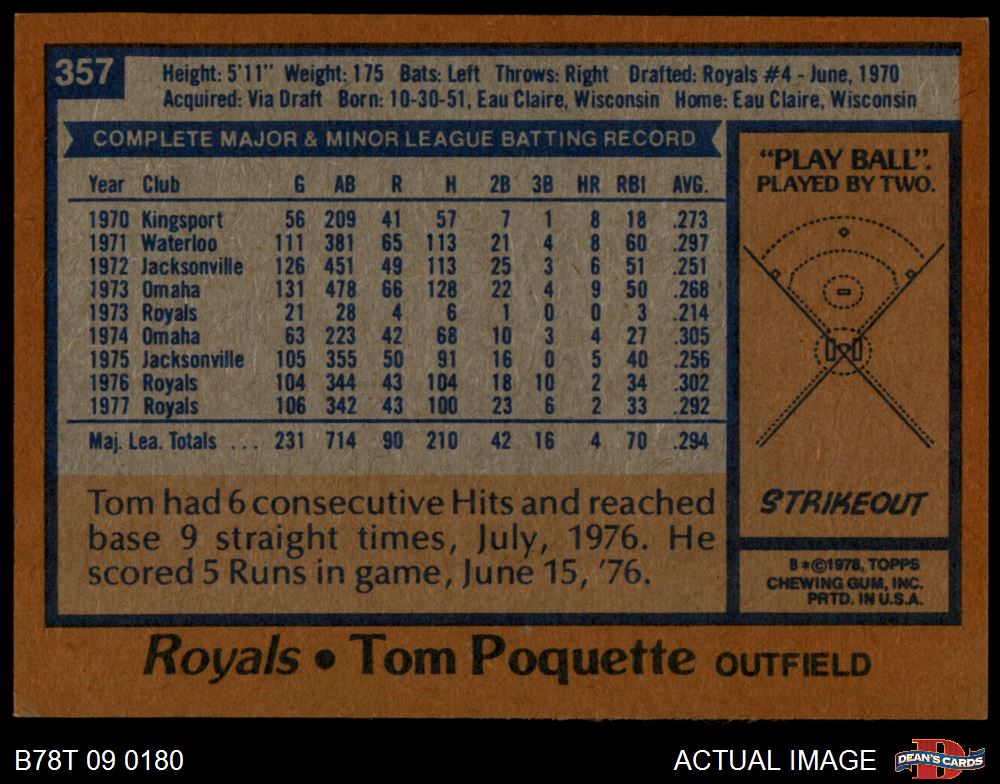 357
Height: 5'11" Weight: 175 Bats: Left Throws: Right Drafted: Royals #4 - June, 1970
Acquired: Via Draft Born: 10-30-51, Eau Claire, Wisconsin Home: Eau Claire, Wisconsin
COMPLETE MAJOR & MINOR LEAGUE BATTING RECORD
Year Club G AB R H 2B 3B HR RBI AVG.
1970 Kingsport 56 209 41 57 7 1 8 18 .273
1971 Waterloo 111 381 65 113 21 4 8 60 .297
1972 Jacksonville 126 451 49 113 25 3 6 51 .251
1973 Omaha 131 478 66 128 22 4 9 50 .268
1973 Royals 21 28 4 6 1 0 0 3 .214
1974 Omaha 63 223 42 68 10 3 4 27 .305
1975 Jacksonville 105 355 50 91 16 0 5 40 .256
1976 Royals 104 344 43 104 18 10 2 34 .302
1977 Royals 106 342 43 100 23 6 2 33 .292
Maj. Lea. Totals ... 231 714 90 210 42 16 4 70 .294
Tom had 6 consecutive Hits and reached
base 9 straight times, July, 1976. He
scored 5 Runs in game, June 15, '76.
"PLAY BALL".
PLAYED BY TWO.
STRIKEOUT
B*©1978, TOPPS
CHEWING GUM, INC.
PRTD. IN U.S.A.
Royals • Tom Poquette OUTFIELD
B78T 09 0180
ACTUAL IMAGE
D
DEAN'S CARDS